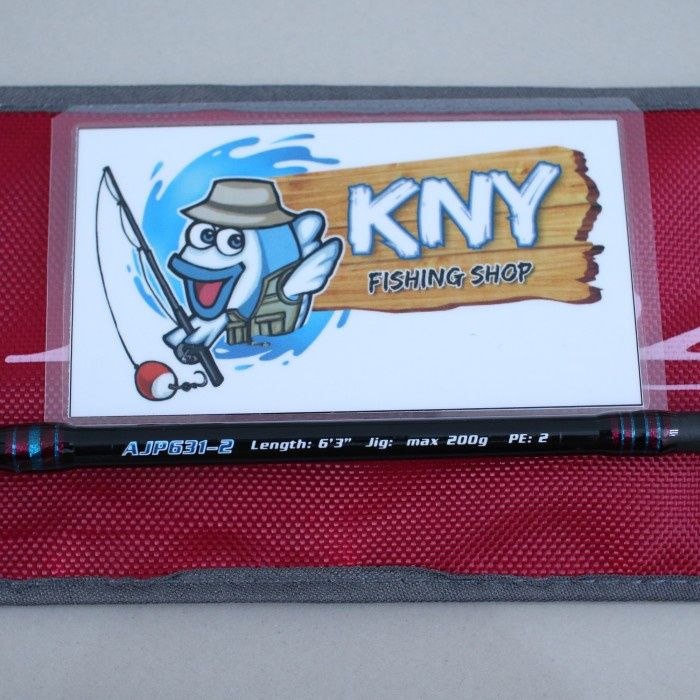 KNY
FISHING SHOP
AJP631-2 Length: 6'3" Jig: max 200g PE: 2